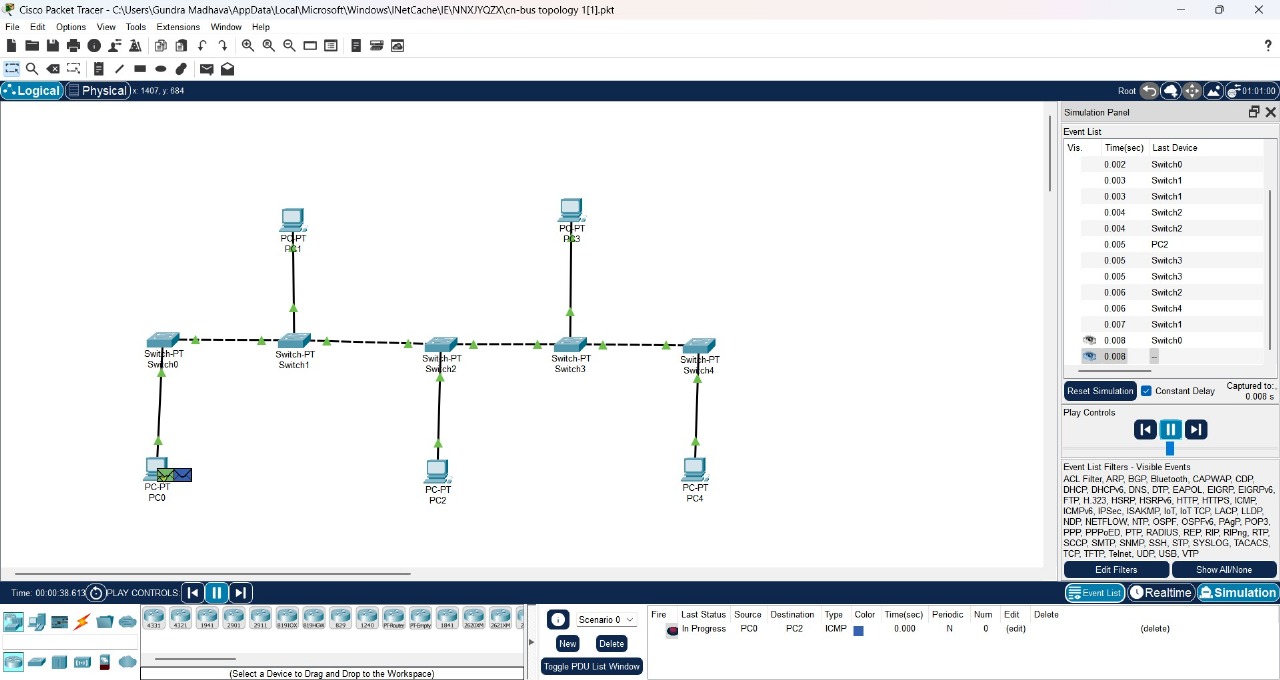 Cisco Packet Tracer - C:\Users\Gundra Madhava\AppData\Local\Microsoft\Windows\INetCache\IE\NNXJYQZX\cn-bus topology 1[1].pkt
File Edit Options View Tools Extensions Window Help
Logical Physical x: 1407, y: 684
Root 01:01:00
Simulation Panel
Event List
Vis. Time(sec) Last Device
0.002 Switch0
0.003 Switch1
0.003 Switch1
0.004 Switch2
0.004 Switch2
0.005 PC2
0.005 Switch3
0.005 Switch3
0.006 Switch2
0.006 Switch4
0.007 Switch1
0.008 Switch0
0.008 --
Reset Simulation Constant Delay Captured to:
0.008 s
Play Controls
Event List Filters - Visible Events
ACL Filter, ARP, BGP, Bluetooth, CAPWAP, CDP,
DHCP, DHCPv6, DNS, DTP, EAPOL, EIGRP, EIGRPv6,
FTP, H.323, HSRP, HSRPv6, HTTP, HTTPS, ICMP,
ICMPv6, IPSec, ISAKMP, IoT, IoT TCP, LACP, LLDP,
NDP, NETFLOW, NTP, OSPF, OSPFv6, PAgP, POP3,
PPP, PPPoED, PTP, RADIUS, REP, RIP, RIPng, RTP,
SCCP, SMTP, SNMP, SSH, STP, SYSLOG, TACACS,
TCP, TFTP, Telnet, UDP, USB, VTP
Edit Filters Show All/None
PC-PT
PC1
PC-PT
PC3
Switch-PT
Switch0
Switch-PT
Switch1
Switch-PT
Switch2
Switch-PT
Switch3
Switch-PT
Switch4
PC-PT
PC0
PC-PT
PC2
PC-PT
PC4
Time: 00:00:38.613 PLAY CONTROLS:
Event List Realtime Simulation
4331 4321 1941 2901 2911 819IOX 819HGW 829 1240 PT-Router PT-Empty 1841 2620XM 2621XM
(Select a Device to Drag and Drop to the Workspace)
Scenario 0
New Delete
Toggle PDU List Window
Fire Last Status Source Destination Type Color Time(sec) Periodic Num Edit Delete
In Progress PC0 PC2 ICMP 0.000 N 0 (edit) (delete)